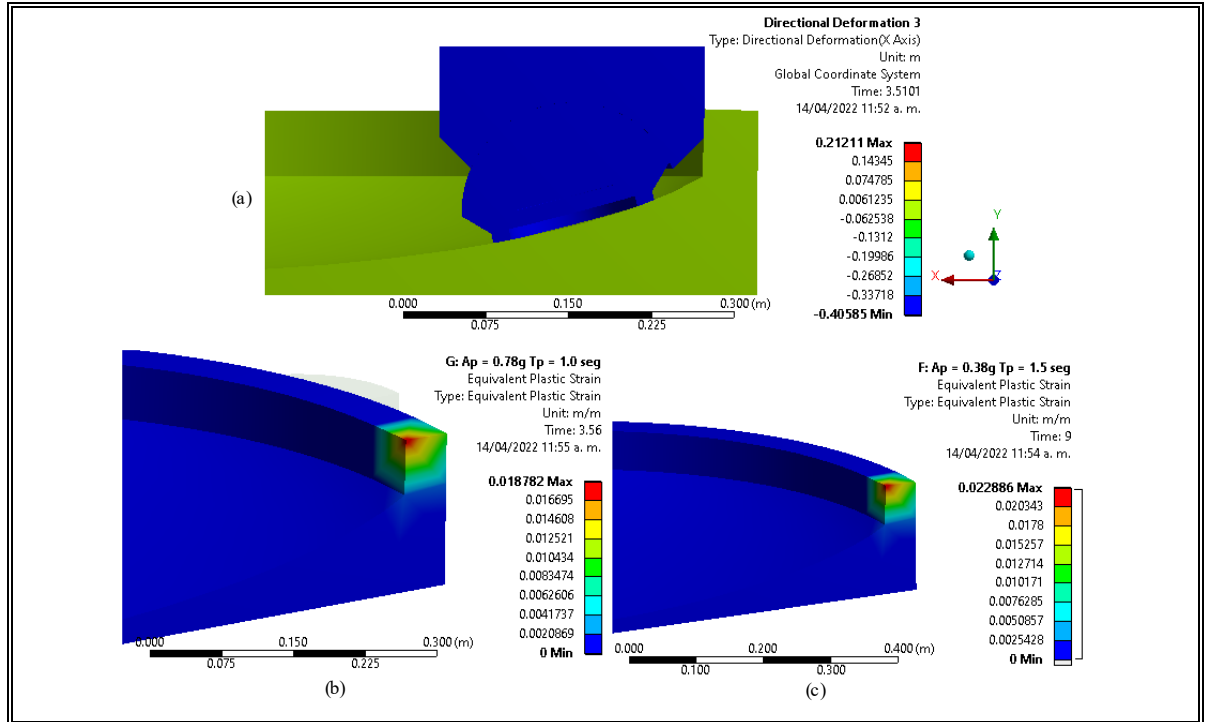 Directional Deformation 3
Type: Directional Deformation(X Axis)
Unit: m
Global Coordinate System
Time: 3.5101
14/04/2022 11:52 a. m.
0.21211 Max
0.14345
0.074785
0.0061235
-0.062538
-0.1312
-0.19986
-0.26852
-0.33718
-0.40585 Min
Y
X
Z
(a)
0.000
0.150
0.300 (m)
0.075
0.225
G: Ap = 0.78g Tp = 1.0 seg
Equivalent Plastic Strain
Type: Equivalent Plastic Strain
Unit: m/m
Time: 3.56
14/04/2022 11:55 a. m.
0.018782 Max
0.016695
0.014608
0.012521
0.010434
0.0083474
0.0062606
0.0041737
0.0020869
0 Min
0.000
0.150
0.300 (m)
0.075
0.225
(b)
F: Ap = 0.38g Tp = 1.5 seg
Equivalent Plastic Strain
Type: Equivalent Plastic Strain
Unit: m/m
Time: 9
14/04/2022 11:54 a. m.
0.022886 Max
0.020343
0.0178
0.015257
0.012714
0.010171
0.0076285
0.0050857
0.0025428
0 Min
0.000
0.200
0.400 (m)
0.100
0.300
(c)